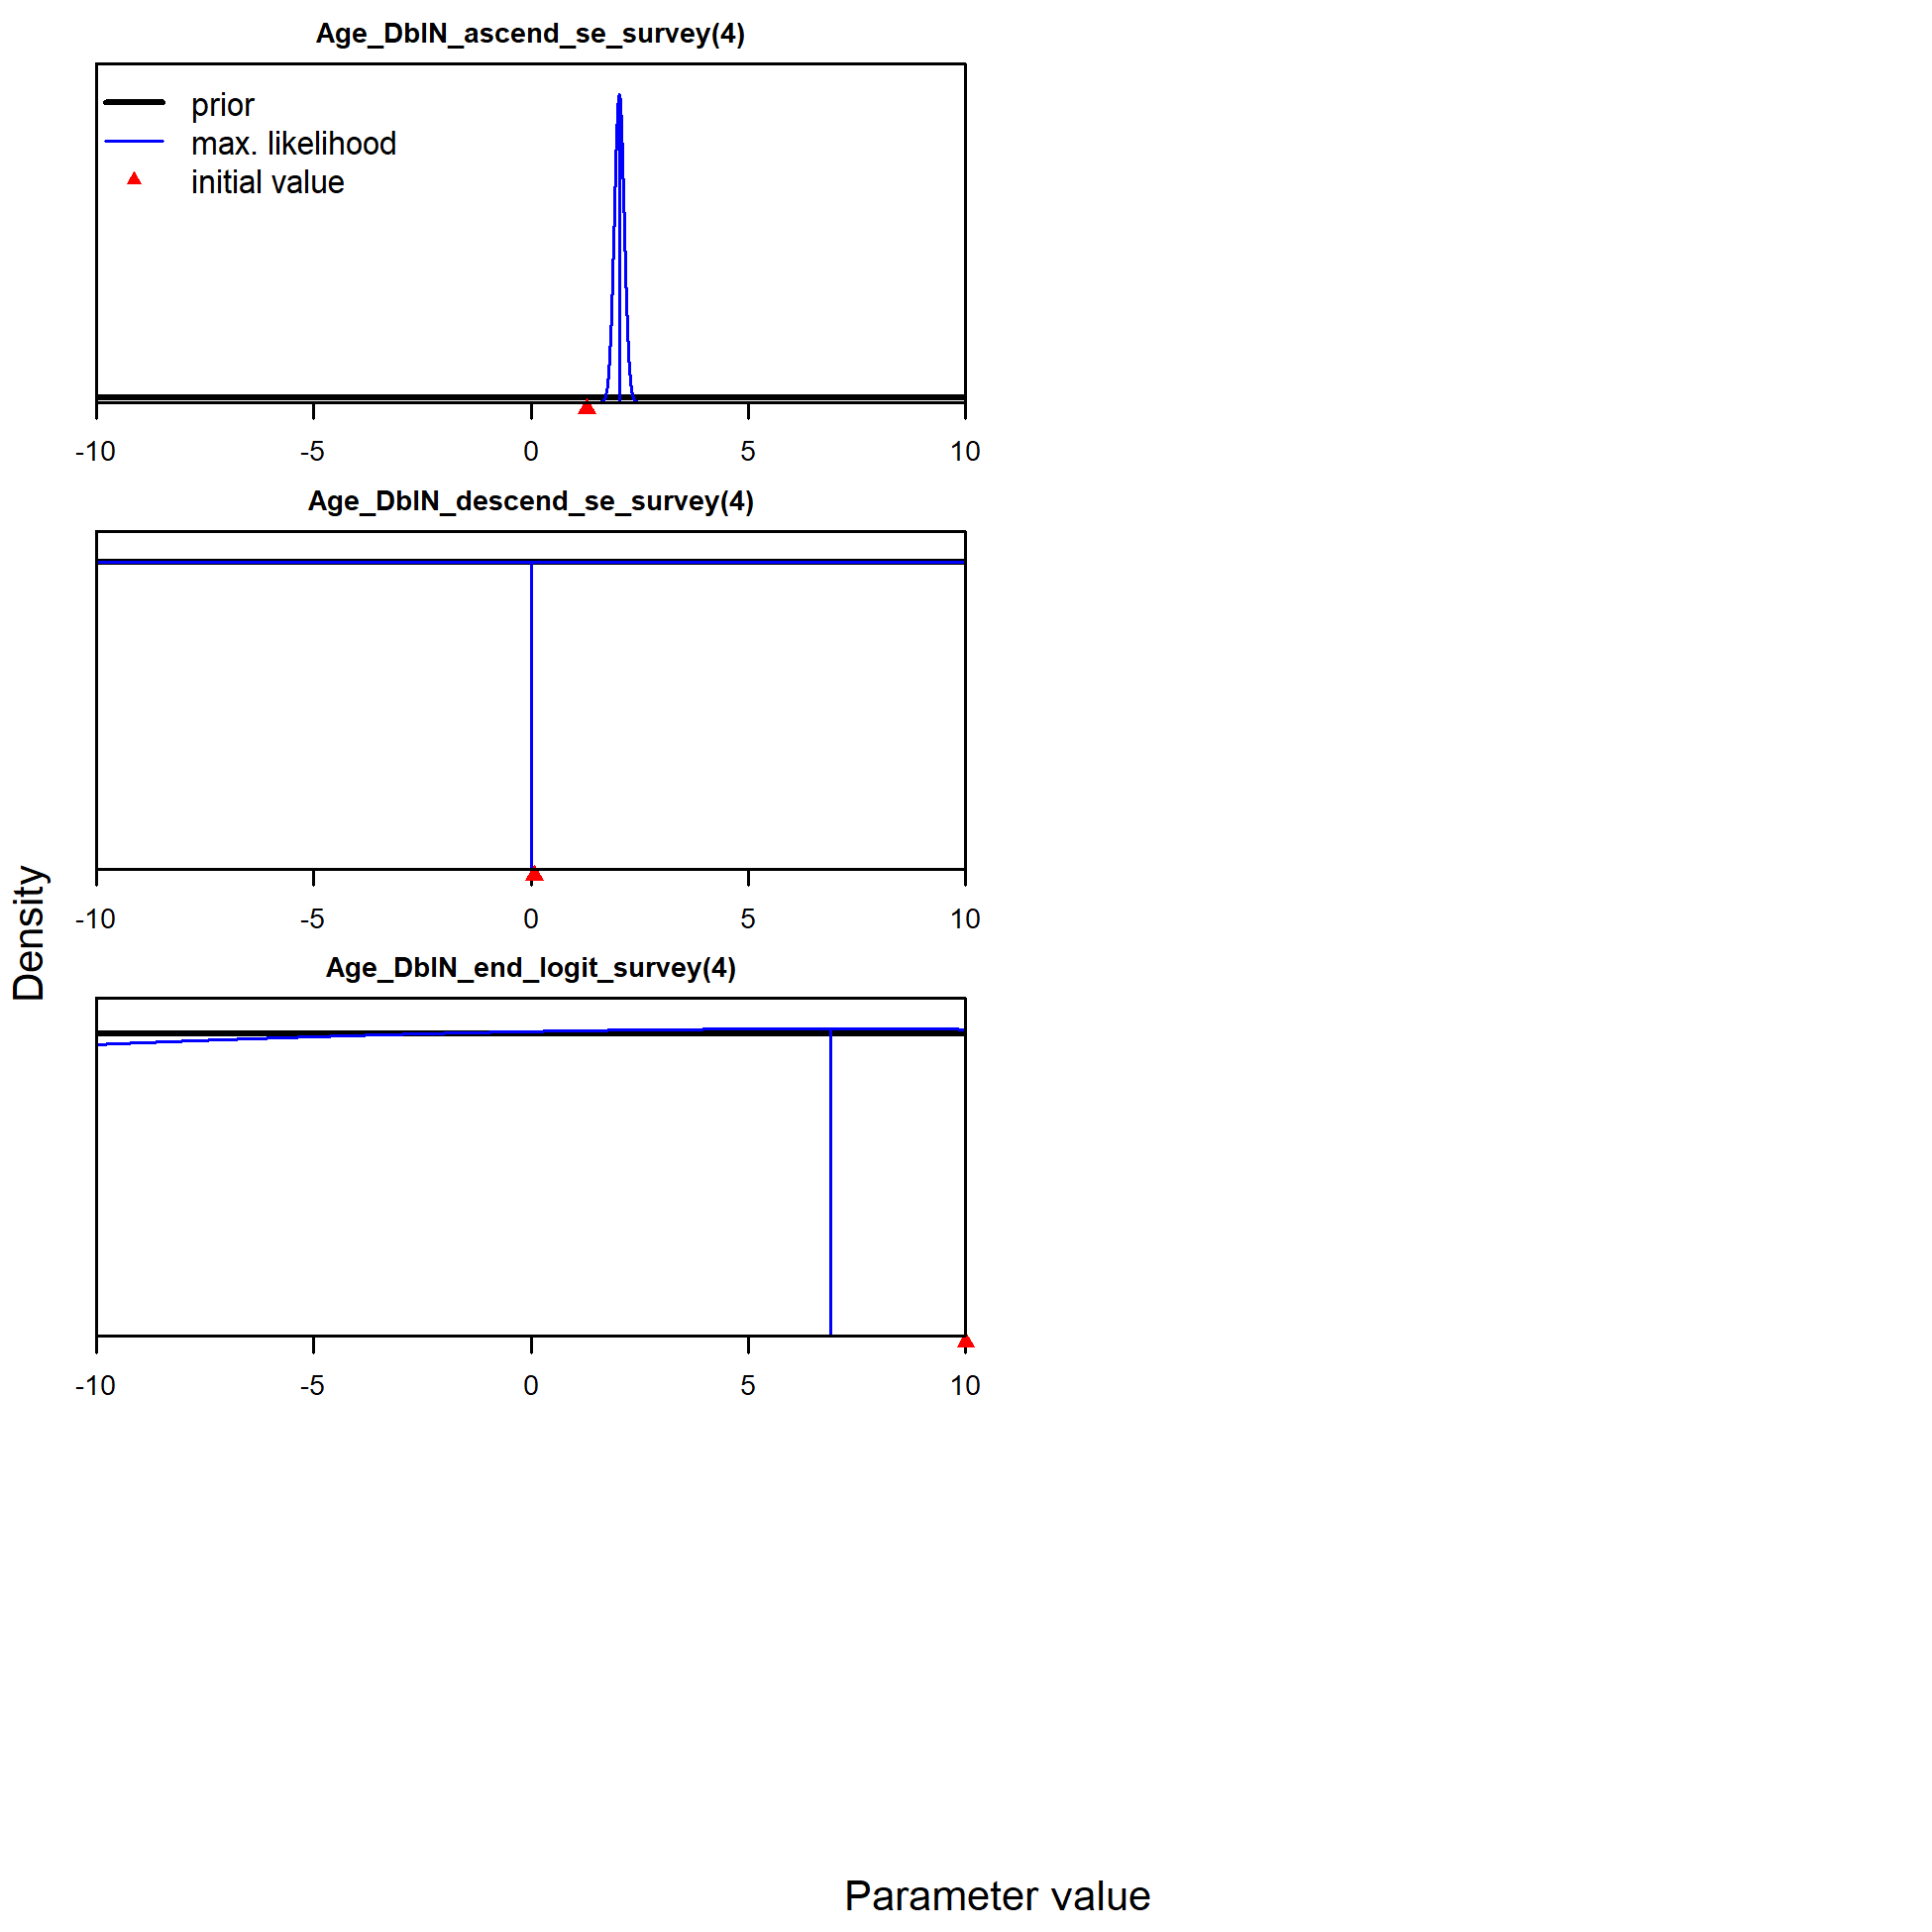 Age_DblN_ascend_se_survey(4)
prior
max. likelihood
initial value
-10 -5 0 5 10
Age_DblN_descend_se_survey(4)
-10 -5 0 5 10
Age_DblN_end_logit_survey(4)
-10 -5 0 5 10
Density
Parameter value